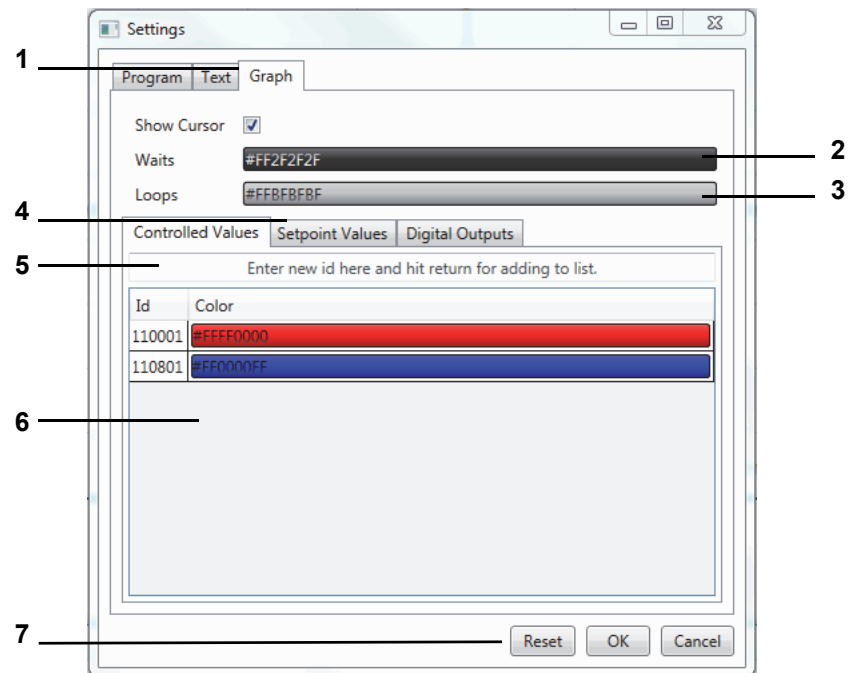 Settings
1
Program Text Graph
Show Cursor
Waits #FF2F2F2F 2
Loops #FFBFBFBF 3
4
Controlled Values Setpoint Values Digital Outputs
5 Enter new id here and hit return for adding to list.
Id Color
110001 #FFFF0000
110801 #FF0000FF
6
7 Reset OK Cancel